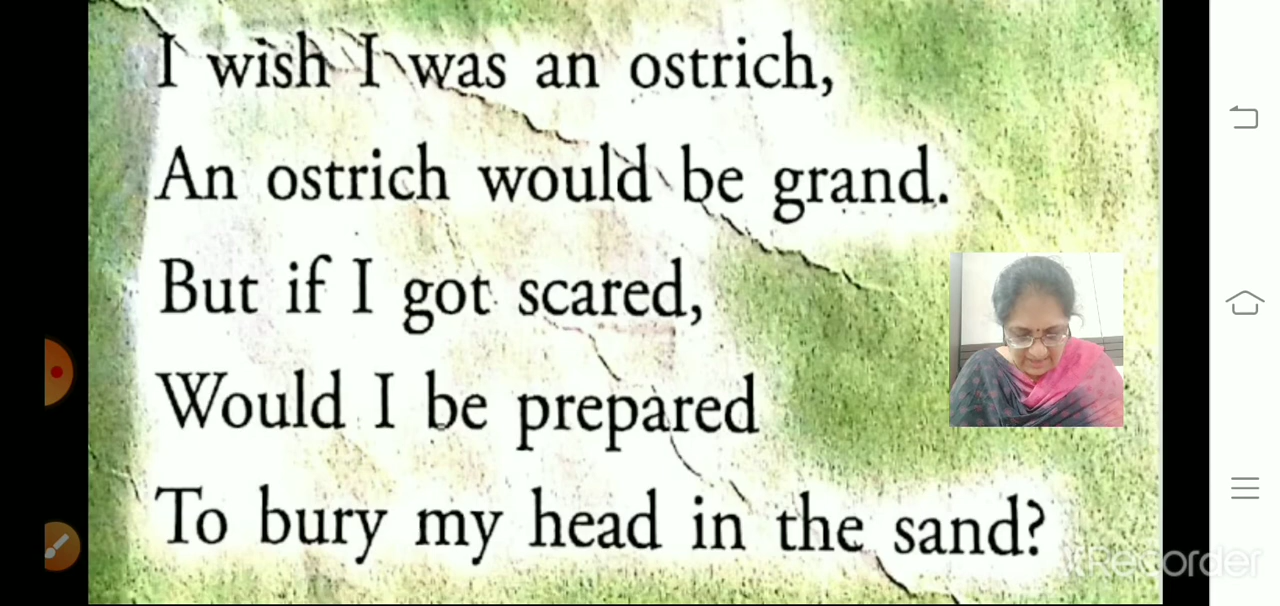 I wish I was an ostrich,
An ostrich would be grand.
But if I got scared,
Would I be prepared
To bury my head in the sand?
Recorder